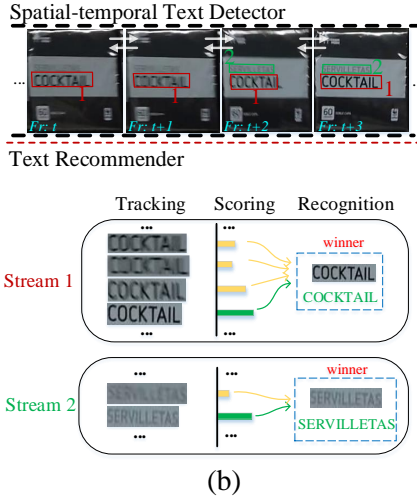 Spatial-temporal Text Detector
... SERVILLETAS 2 SERVILLETAS 2
COCKTAIL COCKTAIL COCKTAIL COCKTAIL ...
1 1 1 1
60 60
Fr: t Fr: t+1 Fr: t+2 Fr: t+3
Text Recommender
Tracking Scoring Recognition
... ...
Stream 1
COCKTAIL
COCKTAIL
COCKTAIL
COCKTAIL
... ...
winner
COCKTAIL
COCKTAIL
Stream 2
... ...
SERVILLETAS
SERVILLETAS
... ...
winner
SERVILLETAS
SERVILLETAS
(b)